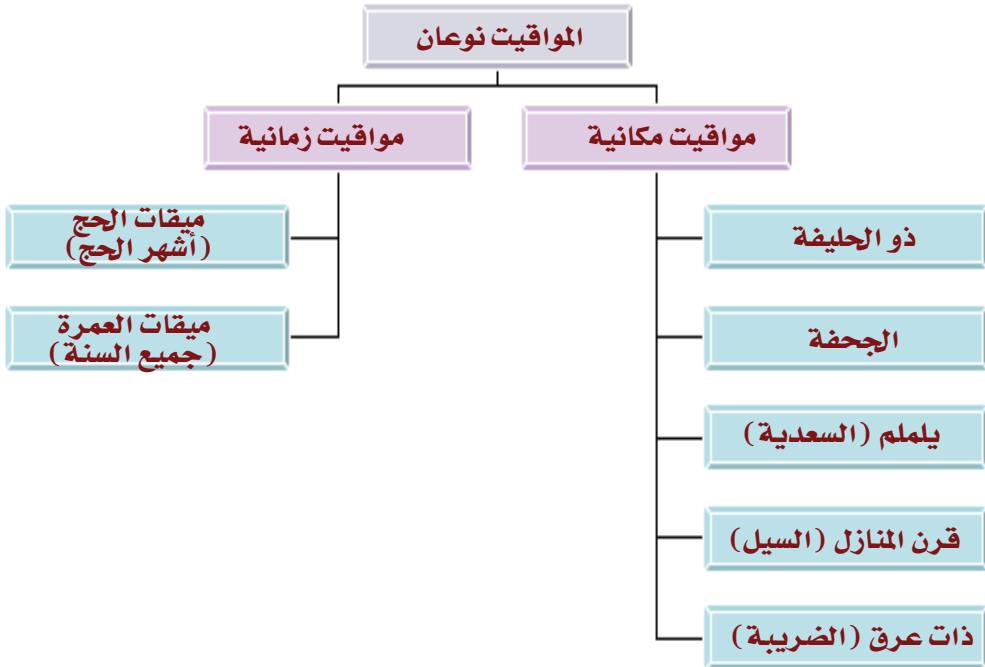 المواقيت نوعان
مواقيت مكانية
مواقيت زمانية
ذو الحليفة
الجحفة
يلملم (السعدية)
قرن المنازل (السيل)
ذات عرق (الضريبة)
ميقات الحج
(أشهر الحج)
ميقات العمرة
(جميع السنة)